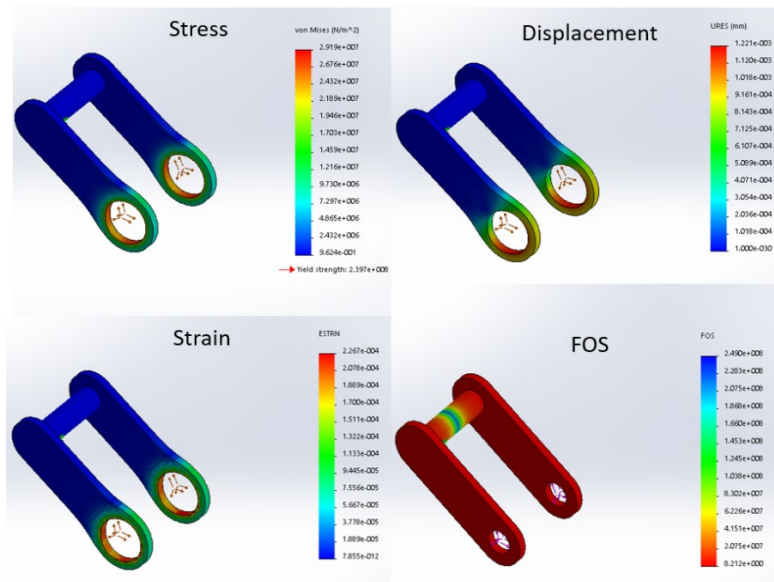 Stress
von Mises (N/m^2)
2.919e+007
2.676e+007
2.432e+007
2.189e+007
1.946e+007
1.703e+007
1.459e+007
1.216e+007
9.730e+006
7.297e+006
4.865e+006
2.432e+006
9.624e-001
Yield strength: 2.397e+008
Displacement
URES (mm)
1.221e-003
1.120e-003
1.018e-003
9.161e-004
8.143e-004
7.125e-004
6.107e-004
5.089e-004
4.071e-004
3.054e-004
2.036e-004
1.018e-004
1.000e-030
Strain
ESTRN
2.267e-004
2.078e-004
1.889e-004
1.700e-004
1.511e-004
1.322e-004
1.133e-004
9.445e-005
7.556e-005
5.667e-005
3.778e-005
1.889e-005
7.855e-012
FOS
FOS
2.490e+008
2.283e+008
2.075e+008
1.868e+008
1.660e+008
1.453e+008
1.245e+008
1.038e+008
8.302e+007
6.226e+007
4.151e+007
2.075e+007
8.212e+000